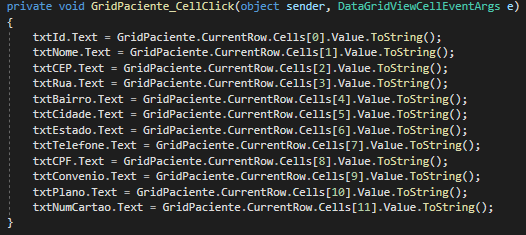 private void GridPaciente_CellClick(object sender, DataGridViewCellEventArgs e)
{
txtId.Text = GridPaciente.CurrentRow.Cells[0].Value.ToString();
txtNome.Text = GridPaciente.CurrentRow.Cells[1].Value.ToString();
txtCEP.Text = GridPaciente.CurrentRow.Cells[2].Value.ToString();
txtRua.Text = GridPaciente.CurrentRow.Cells[3].Value.ToString();
txtBairro.Text = GridPaciente.CurrentRow.Cells[4].Value.ToString();
txtCidade.Text = GridPaciente.CurrentRow.Cells[5].Value.ToString();
txtEstado.Text = GridPaciente.CurrentRow.Cells[6].Value.ToString();
txtTelefone.Text = GridPaciente.CurrentRow.Cells[7].Value.ToString();
txtCPF.Text = GridPaciente.CurrentRow.Cells[8].Value.ToString();
txtConvenio.Text = GridPaciente.CurrentRow.Cells[9].Value.ToString();
txtPlano.Text = GridPaciente.CurrentRow.Cells[10].Value.ToString();
txtNumCartao.Text = GridPaciente.CurrentRow.Cells[11].Value.ToString();
}